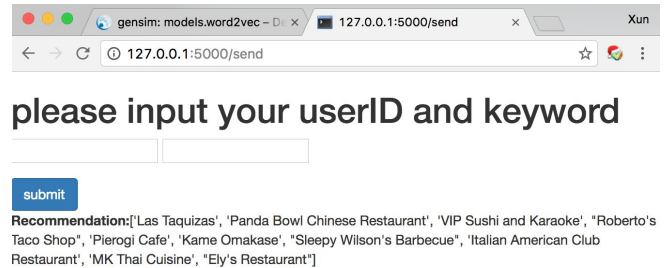 gensim: models.word2vec – De
127.0.0.1:5000/send
Xun
127.0.0.1:5000/send
please input your userID and keyword
submit
Recommendation:['Las Taquizas', 'Panda Bowl Chinese Restaurant', 'VIP Sushi and Karaoke', "Roberto's
Taco Shop", 'Pierogi Cafe', 'Kame Omakase', "Sleepy Wilson's Barbecue", 'Italian American Club
Restaurant', 'MK Thai Cuisine', "Ely's Restaurant"]